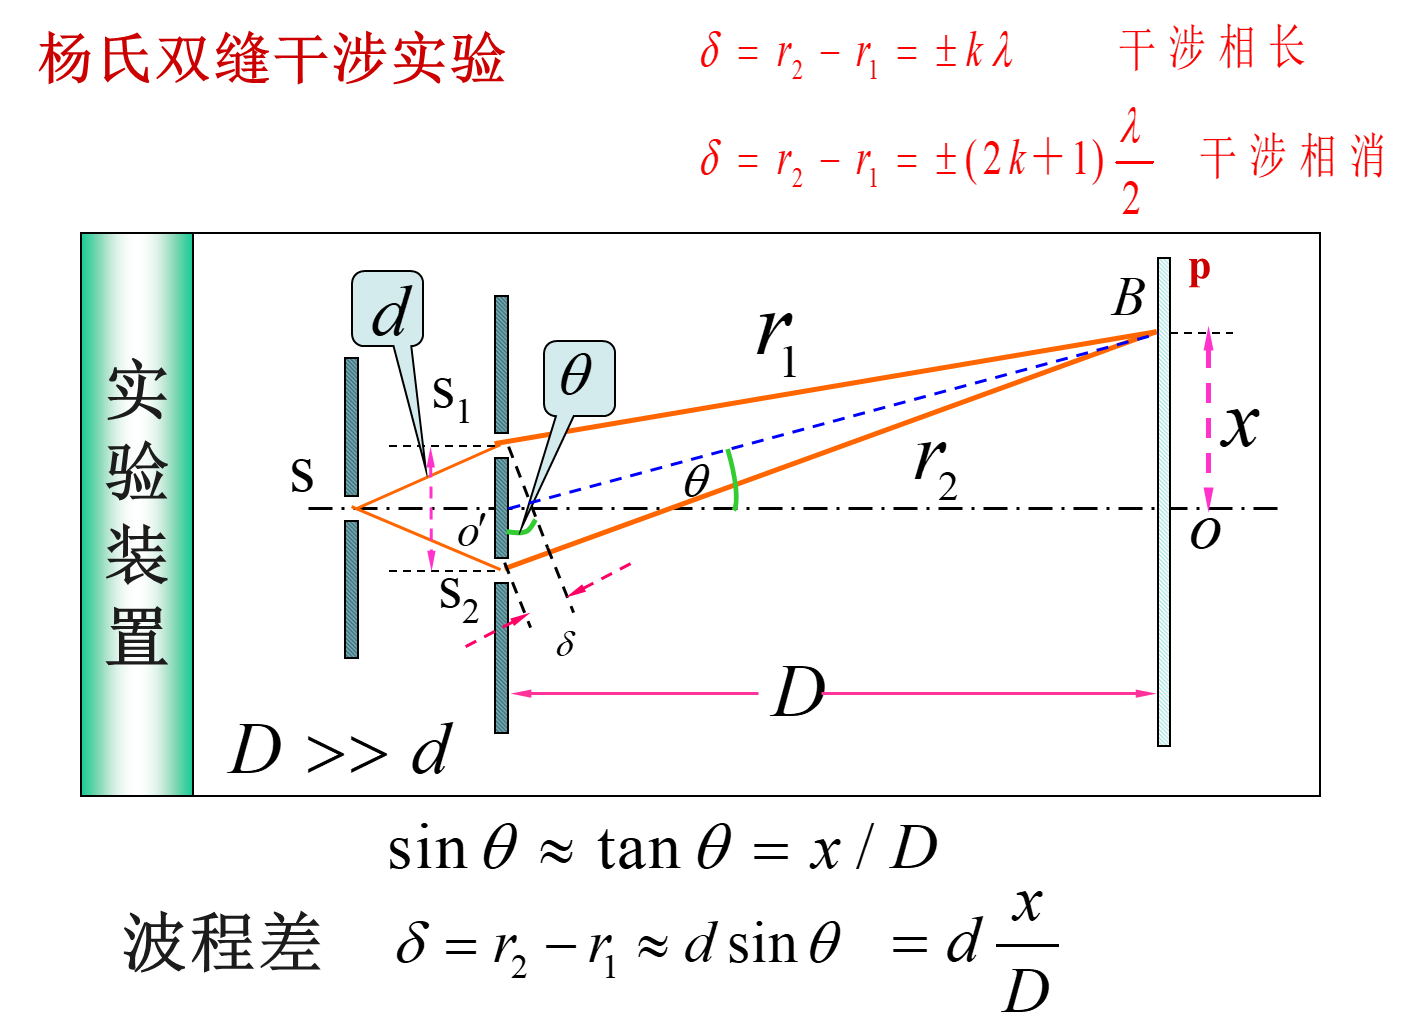 杨氏双缝干涉实验
δ = r₂ − r₁ = ±kλ 干涉相长
δ = r₂ − r₁ = ±(2k+1) λ/2 干涉相消
实验装置
d
θ
s₁
s
o′
s₂
r₁
B
p
x
r₂
θ
o
δ
D
D >> d
sin θ ≈ tan θ = x / D
波程差 δ = r₂ − r₁ ≈ d sin θ = d x/D